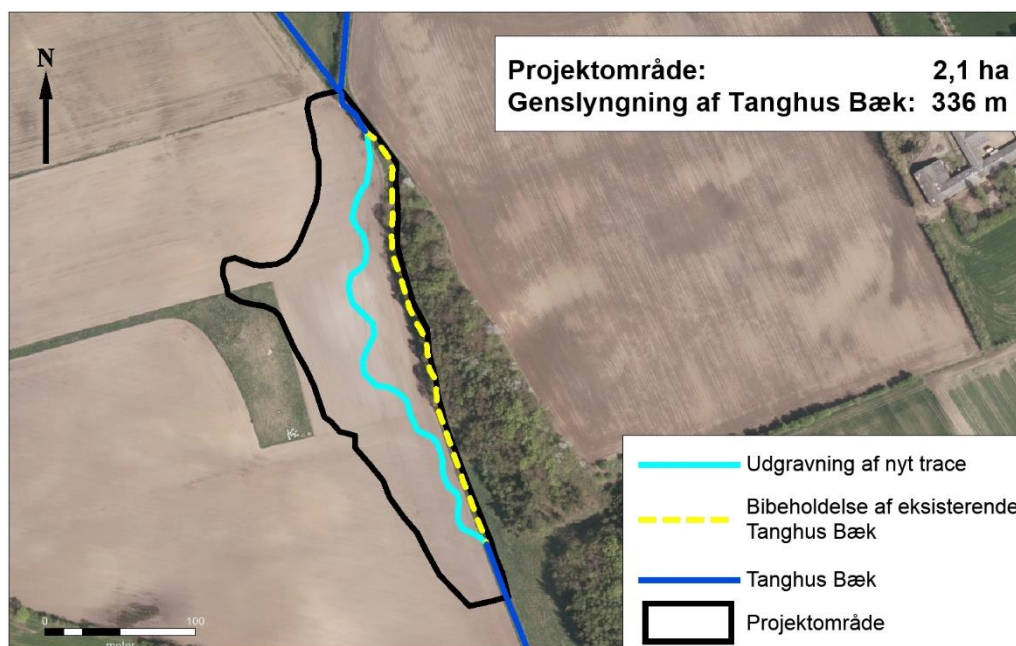 N
Projektområde: 2,1 ha
Genslyngning af Tanghus Bæk: 336 m
Udgravning af nyt trace
Bibeholdelse af eksisterende
Tanghus Bæk
Tanghus Bæk
Projektområde
0 100
meter